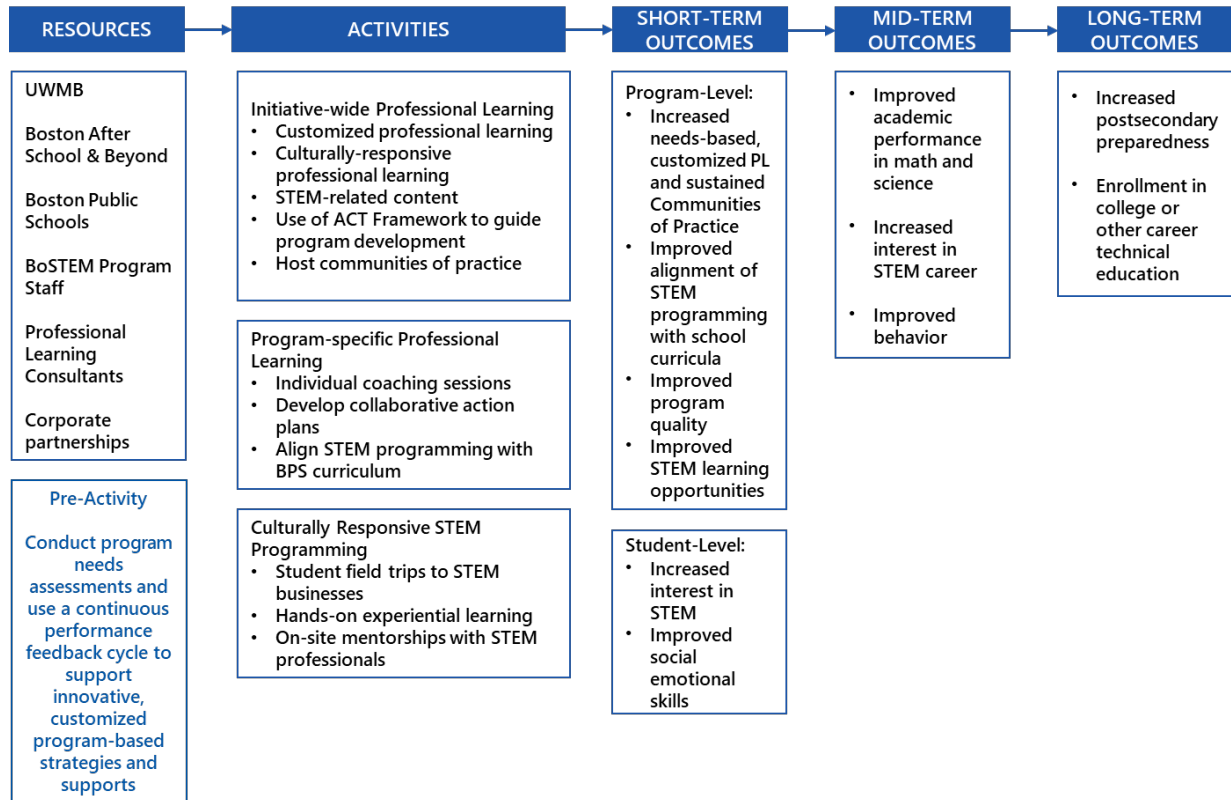 RESOURCES
UWMB
Boston After
School & Beyond
Boston Public
Schools
BoSTEM Program
Staff
Professional
Learning
Consultants
Corporate
partnerships
Pre-Activity
Conduct program
needs
assessments and
use a continuous
performance
feedback cycle to
support
innovative,
customized
program-based
strategies and
supports
ACTIVITIES
Initiative-wide Professional Learning
• Customized professional learning
• Culturally-responsive
professional learning
• STEM-related content
• Use of ACT Framework to guide
program development
• Host communities of practice
Program-specific Professional
Learning
• Individual coaching sessions
• Develop collaborative action
plans
• Align STEM programming with
BPS curriculum
Culturally Responsive STEM
Programming
• Student field trips to STEM
businesses
• Hands-on experiential learning
• On-site mentorships with STEM
professionals
SHORT-TERM
OUTCOMES
Program-Level:
• Increased
needs-based,
customized PL
and sustained
Communities
of Practice
• Improved
alignment of
STEM
programming
with school
curricula
• Improved
program
quality
• Improved
STEM learning
opportunities
Student-Level:
• Increased
interest in
STEM
• Improved
social
emotional
skills
MID-TERM
OUTCOMES
• Improved
academic
performance
in math and
science
• Increased
interest in
STEM career
• Improved
behavior
LONG-TERM
OUTCOMES
• Increased
postsecondary
preparedness
• Enrollment in
college or
other career
technical
education